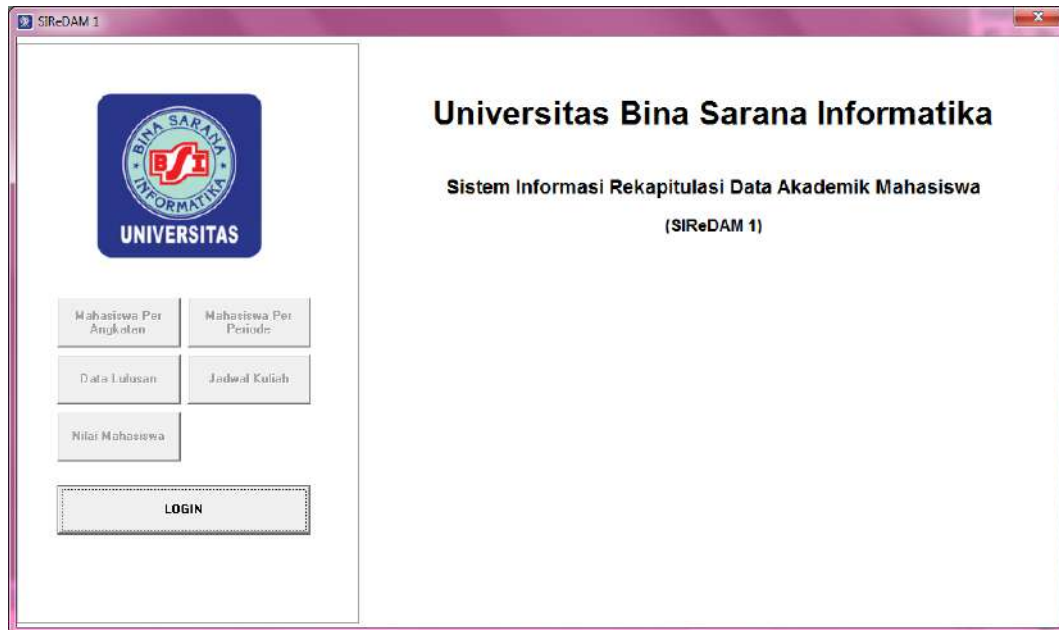 SIReDAM 1
BINA SARANA INFORMATIKA
BSI
UNIVERSITAS
Universitas Bina Sarana Informatika
Sistem Informasi Rekapitulasi Data Akademik Mahasiswa
(SIReDAM 1)
Mahasiswa Per
Angkatan
Mahasiswa Per
Periode
Data Lulusan
Jadwal Kuliah
Nilai Mahasiswa
LOGIN